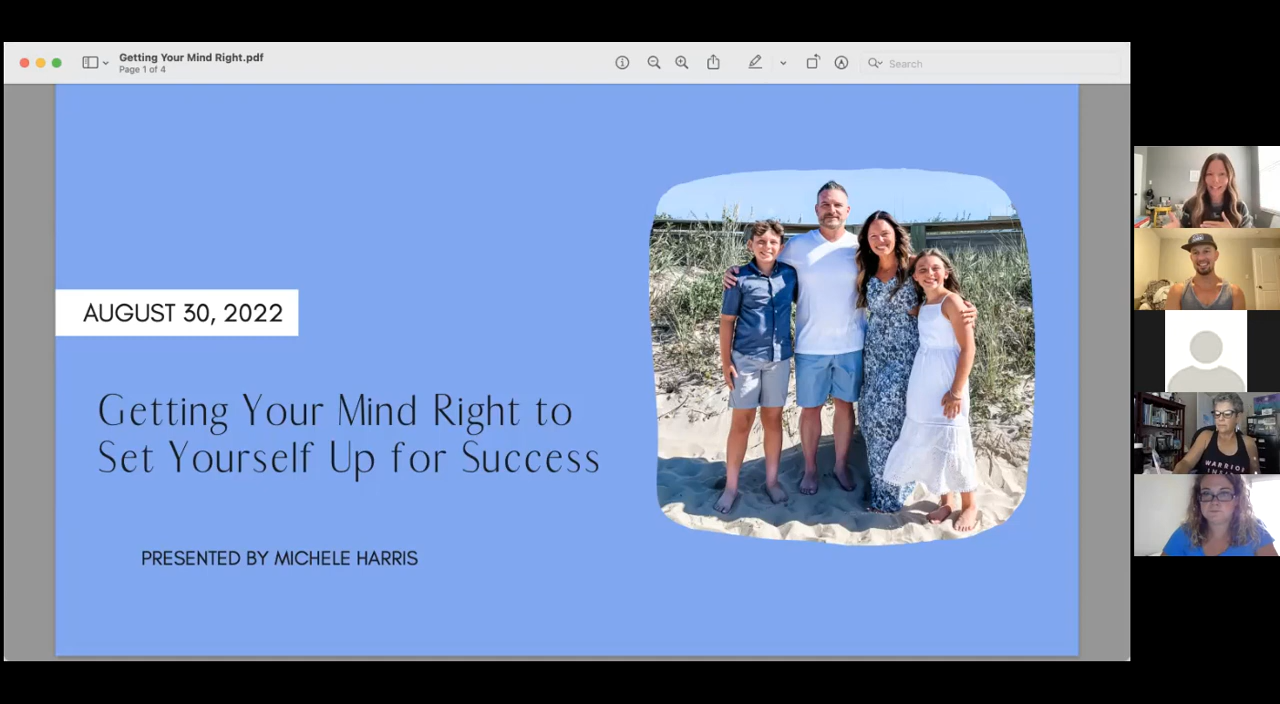 Getting Your Mind Right.pdf
Page 1 of 4
Search
AUGUST 30, 2022
Getting Your Mind Right to
Set Yourself Up for Success
PRESENTED BY MICHELE HARRIS
WARRIOR